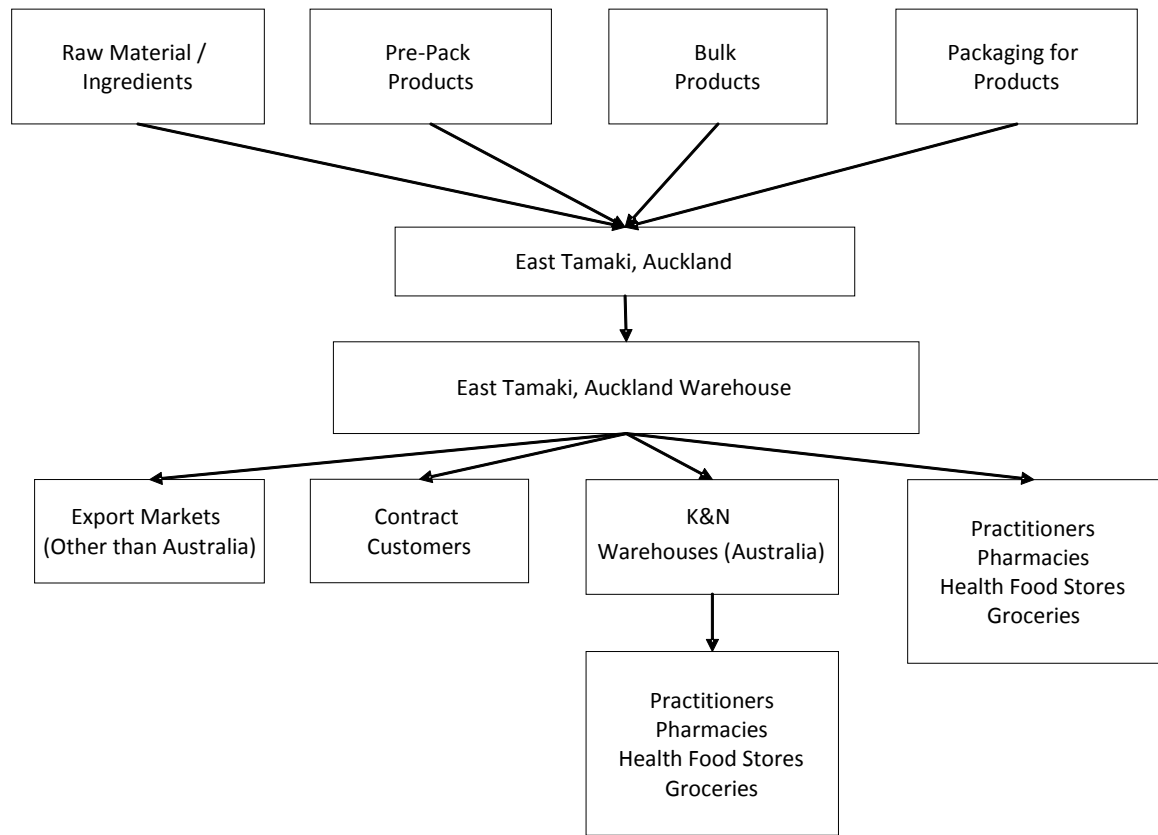 Raw Material /
Ingredients
Pre-Pack
Products
Bulk
Products
Packaging for
Products
East Tamaki, Auckland
East Tamaki, Auckland Warehouse
Export Markets
(Other than Australia)
Contract
Customers
K&N
Warehouses (Australia)
Practitioners
Pharmacies
Health Food Stores
Groceries
Practitioners
Pharmacies
Health Food Stores
Groceries